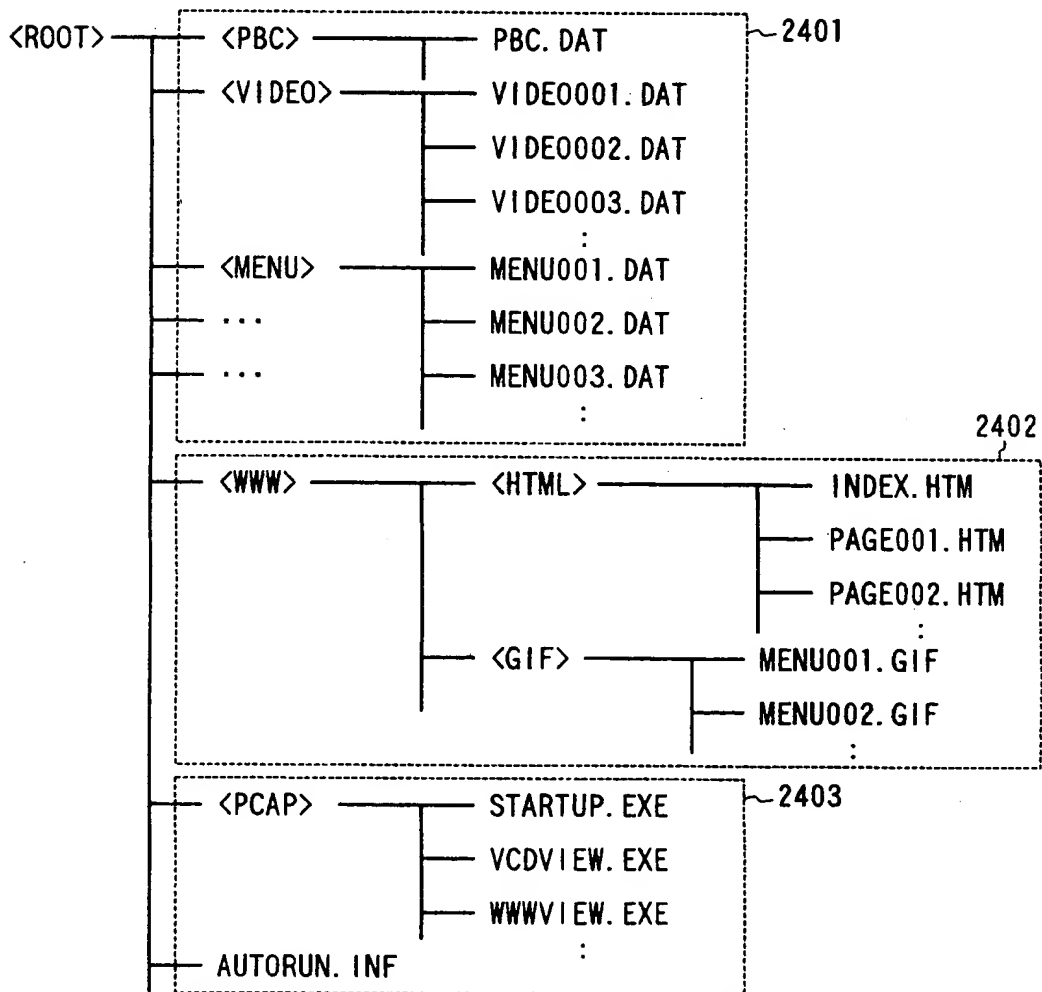 <ROOT> <PBC> PBC.DAT 2401
<VIDEO> VIDEO001.DAT
VIDEO002.DAT
VIDEO003.DAT
:
<MENU> MENU001.DAT
... MENU002.DAT
... MENU003.DAT
:
2402
<WWW> <HTML> INDEX.HTM
PAGE001.HTM
PAGE002.HTM
:
<GIF> MENU001.GIF
MENU002.GIF
:
<PCAP> STARTUP.EXE 2403
VCDVIEW.EXE
WWWVIEW.EXE
:
AUTORUN.INF